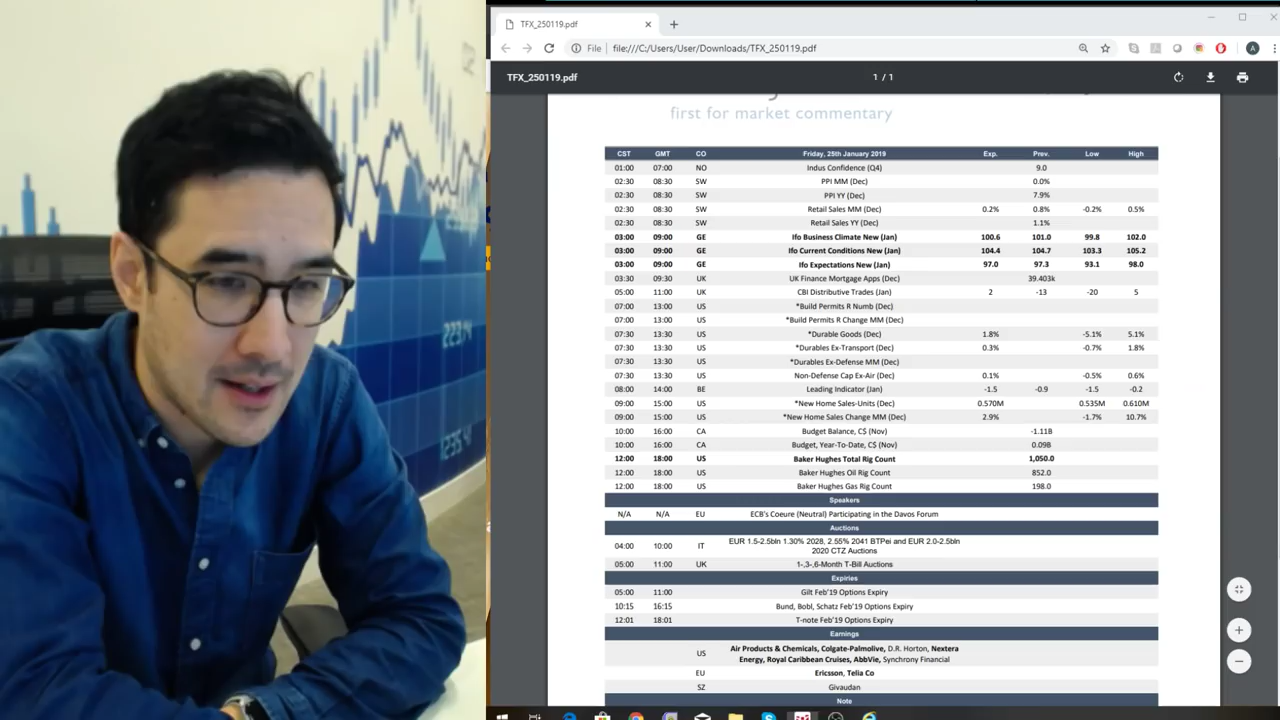 TFX_250119.pdf
File file:///C:/Users/User/Downloads/TFX_250119.pdf
A
TFX_250119.pdf 1 / 1
first for market commentary
CST GMT CO Friday, 25th January 2019 Exp. Prev. Low High
01:00 07:00 NO Indus Confidence (Q4) 9.0
02:30 08:30 SW PPI MM (Dec) 0.0%
02:30 08:30 SW PPI YY (Dec) 7.9%
02:30 08:30 SW Retail Sales MM (Dec) 0.2% 0.8% -0.2% 0.5%
02:30 08:30 SW Retail Sales YY (Dec) 1.1%
03:00 09:00 GE Ifo Business Climate New (Jan) 100.6 101.0 99.8 102.0
03:00 09:00 GE Ifo Current Conditions New (Jan) 104.4 104.7 103.3 105.2
03:00 09:00 GE Ifo Expectations New (Jan) 97.0 97.3 93.1 98.0
03:30 09:30 UK UK Finance Mortgage Apps (Dec) 39.403k
05:00 11:00 UK CBI Distributive Trades (Jan) 2 -13 -20 5
07:00 13:00 US *Build Permits R Numb (Dec)
07:00 13:00 US *Build Permits R Change MM (Dec)
07:30 13:30 US *Durable Goods (Dec) 1.8% -5.1% 5.1%
07:30 13:30 US *Durables Ex-Transport (Dec) 0.3% -0.7% 1.8%
07:30 13:30 US *Durables Ex-Defense MM (Dec)
07:30 13:30 US Non-Defense Cap Ex-Air (Dec) 0.1% -0.5% 0.6%
08:00 14:00 BE Leading Indicator (Jan) -1.5 -0.9 -1.5 -0.2
09:00 15:00 US *New Home Sales-Units (Dec) 0.570M 0.535M 0.610M
09:00 15:00 US *New Home Sales Change MM (Dec) 2.9% -1.7% 10.7%
10:00 16:00 CA Budget Balance, C$ (Nov) -1.11B
10:00 16:00 CA Budget, Year-To-Date, C$ (Nov) 0.09B
12:00 18:00 US Baker Hughes Total Rig Count 1,050.0
12:00 18:00 US Baker Hughes Oil Rig Count 852.0
12:00 18:00 US Baker Hughes Gas Rig Count 198.0
Speakers
N/A N/A EU ECB's Coeure (Neutral) Participating in the Davos Forum
Auctions
04:00 10:00 IT EUR 1.5-2.5bln 1.30% 2028, 2.55% 2041 BTPei and EUR 2.0-2.5bln
2020 CTZ Auctions
05:00 11:00 UK 1-,3-,6-Month T-Bill Auctions
Expiries
05:00 11:00 Gilt Feb'19 Options Expiry
10:15 16:15 Bund, Bobl, Schatz Feb'19 Options Expiry
12:01 18:01 T-note Feb'19 Options Expiry
Earnings
US Air Products & Chemicals, Colgate-Palmolive, D.R. Horton, Nextera
Energy, Royal Caribbean Cruises, AbbVie, Synchrony Financial
EU Ericsson, Telia Co
SZ Givaudan
Note